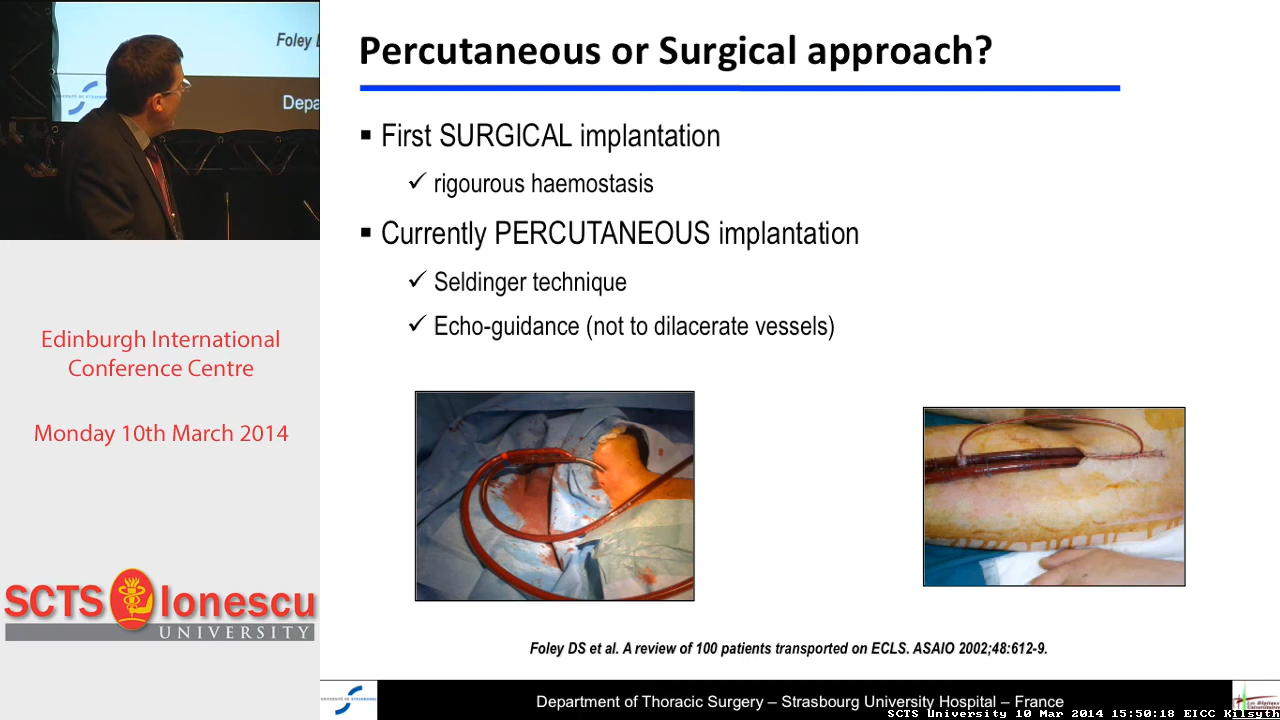 Foley
Depa
Percutaneous or Surgical approach?
First SURGICAL implantation
rigourous haemostasis
Currently PERCUTANEOUS implantation
Seldinger technique
Echo-guidance (not to dilacerate vessels)
Edinburgh International
Conference Centre
Monday 10th March 2014
SCTS Ionescu
UNIVERSITY
Foley DS et al. A review of 100 patients transported on ECLS. ASAIO 2002;48:612-9.
Department of Thoracic Surgery – Strasbourg University Hospital – France
SCTS University 10 Mar 2014 15:50:18 EICC Kilsyth